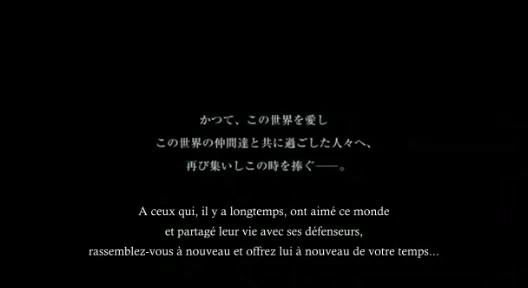 かつて、この世界を愛し
この世界の仲間達と共に過ごした人々へ、
再び集いしこの時を捧ぐ――。
A ceux qui, il y a longtemps, ont aimé ce monde
et partagé leur vie avec ses défenseurs,
rassemblez-vous à nouveau et offrez lui à nouveau de votre temps...